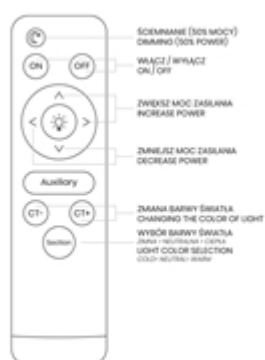 ŚCIEMNIANIE (50% MOCY)
DIMMING (50% POWER)
ON
OFF
WŁĄCZ / WYŁĄCZ
ON / OFF
ZWIĘKSZ MOC ZASILANIA
INCREASE POWER
ZMNIEJSZ MOC ZASILANIA
DECREASE POWER
Auxiliary
CT-
CT+
ZMIANA BARWY ŚWIATŁA
CHANGING THE COLOR OF LIGHT
Section
WYBÓR BARWY ŚWIATŁA
ZIMNA • NEUTRALNA • CIEPŁA
LIGHT COLOR SELECTION
COLD• NEUTRAL• WARM